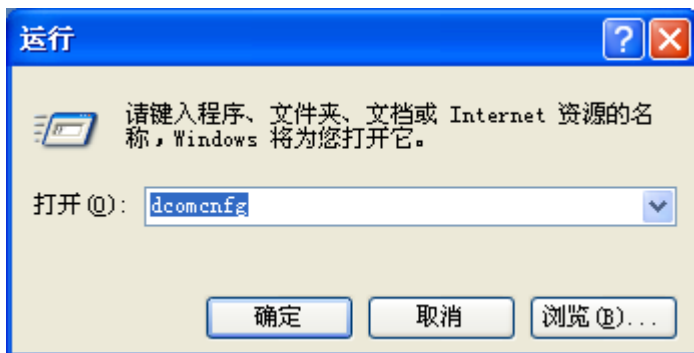 运行
请键入程序、文件夹、文档或 Internet 资源的名
称，Windows 将为您打开它。
打开(O): dcomcnfg
确定 取消 浏览(B)...